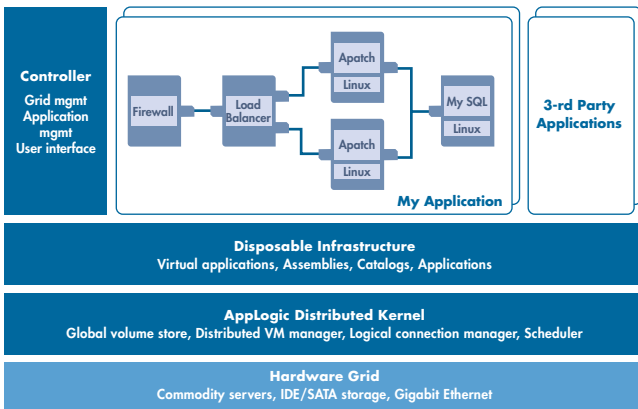 Controller
Grid mgmt
Application
mgmt
User interface
Firewall
Load
Balancer
Apatch
Linux
Apatch
Linux
My SQL
Linux
My Application
3-rd Party
Applications
Disposable Infrastructure
Virtual applications, Assemblies, Catalogs, Applications
AppLogic Distributed Kernel
Global volume store, Distributed VM manager, Logical connection manager, Scheduler
Hardware Grid
Commodity servers, IDE/SATA storage, Gigabit Ethernet